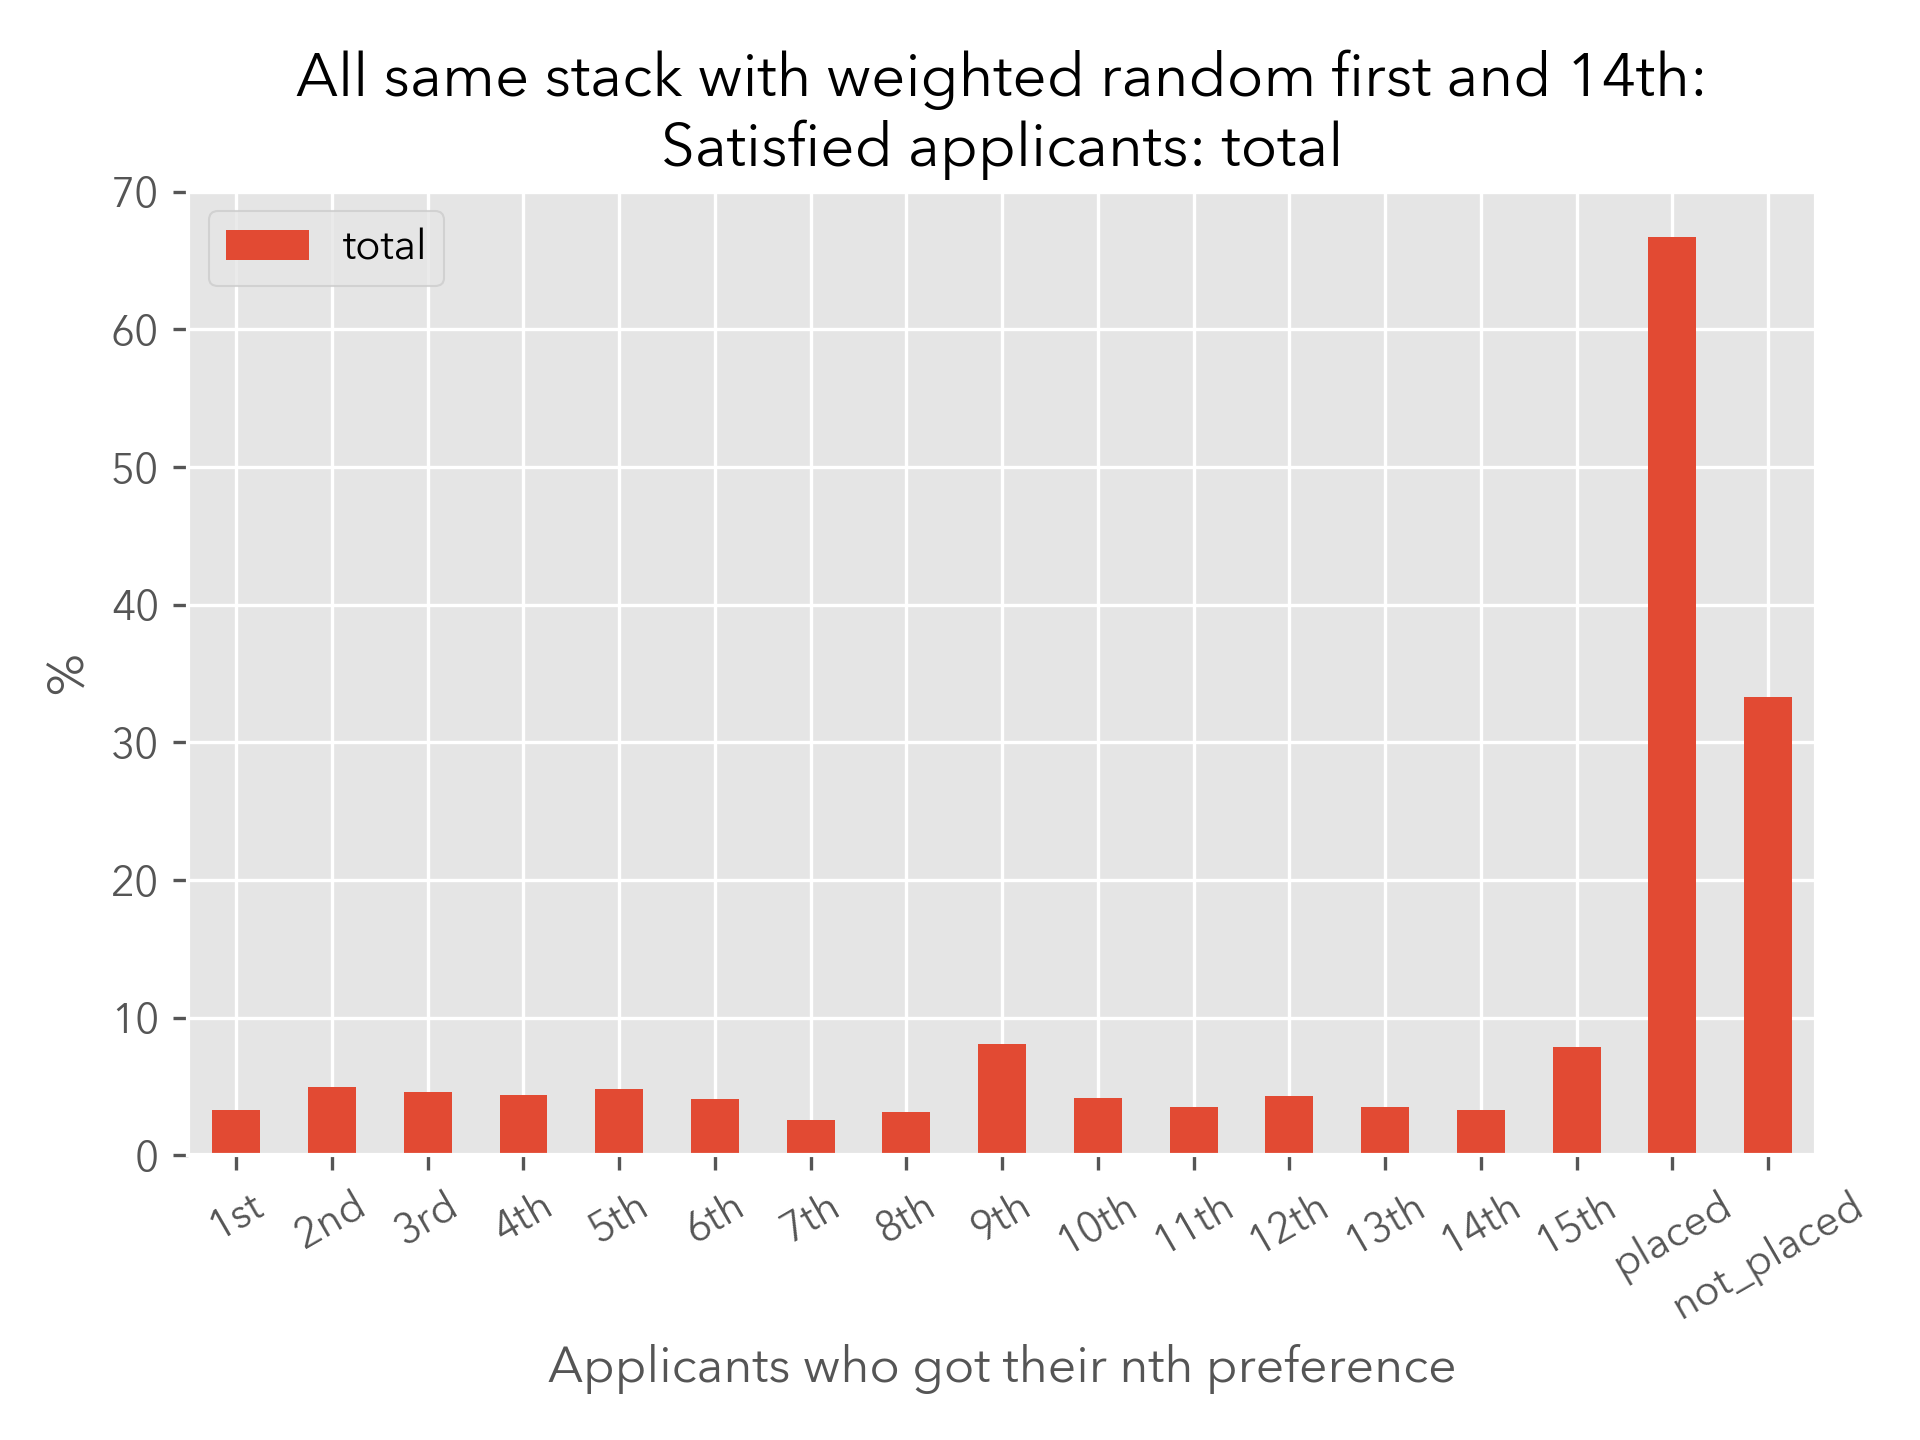 All same stack with weighted random first and 14th:
Satisfied applicants: total
total
70
60
50
40
30
20
10
0
%
1st 2nd 3rd 4th 5th 6th 7th 8th 9th 10th 11th 12th 13th 14th 15th placed not_placed
Applicants who got their nth preference